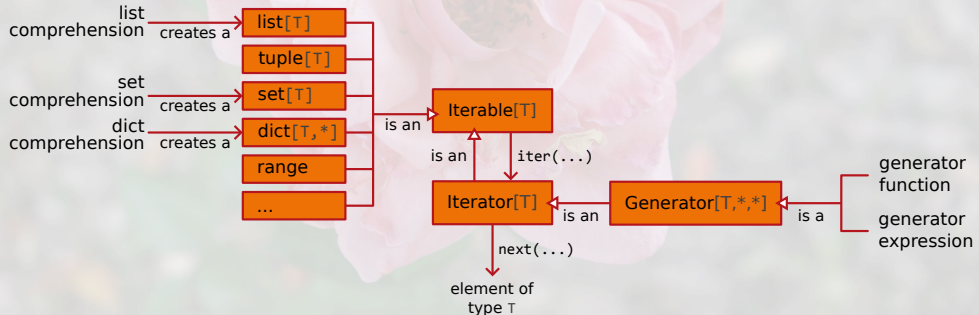 list
comprehension
creates a
list[T]
tuple[T]
set
comprehension
creates a
set[T]
dict
comprehension
creates a
dict[T,*]
range
...
is an
Iterable[T]
is an
iter(...)
Iterator[T]
is an
Generator[T,*,*]
is a
generator
function
generator
expression
next(...)
element of
type T